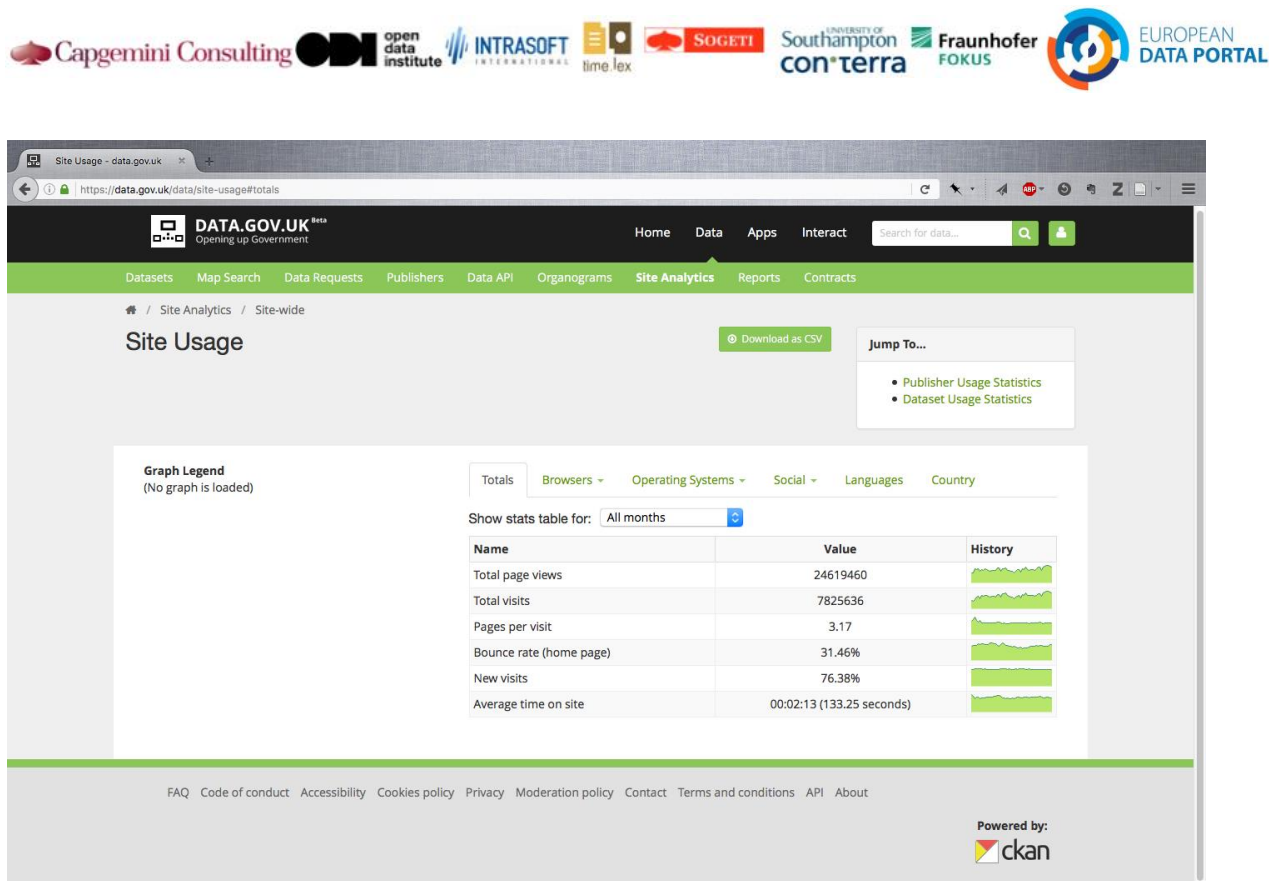 Capgemini Consulting
open
data
institute
INTRASOFT
INTERNATIONAL
time.lex
SOGETI
UNIVERSITY OF
Southampton
con·terra
Fraunhofer
FOKUS
EUROPEAN
DATA PORTAL
Site Usage - data.gov.uk × +
https://data.gov.uk/data/site-usage#totals ABP Z
DATA.GOV.UK Beta
Opening up Government
Home Data Apps Interact Search for data...
Datasets Map Search Data Requests Publishers Data API Organograms Site Analytics Reports Contracts
/ Site Analytics / Site-wide
Site Usage
Download as CSV
Jump To...
• Publisher Usage Statistics
• Dataset Usage Statistics
Graph Legend
(No graph is loaded)
Totals Browsers Operating Systems Social Languages Country
Show stats table for: All months
Name Value History
Total page views 24619460
Total visits 7825636
Pages per visit 3.17
Bounce rate (home page) 31.46%
New visits 76.38%
Average time on site 00:02:13 (133.25 seconds)
FAQ Code of conduct Accessibility Cookies policy Privacy Moderation policy Contact Terms and conditions API About
Powered by:
ckan